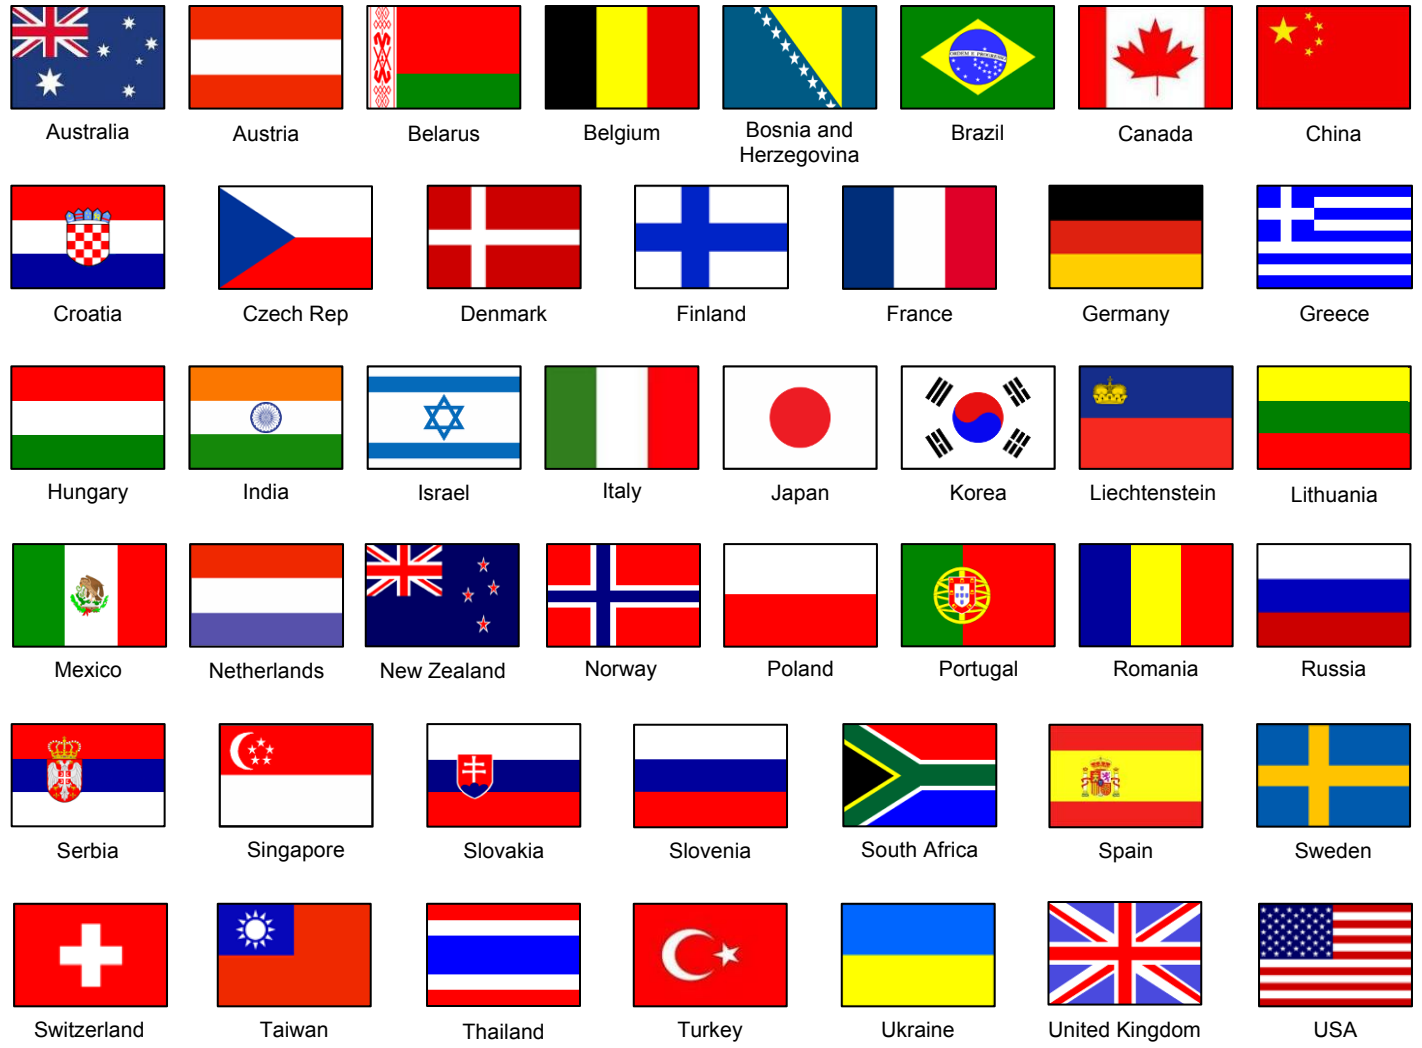 Australia
Austria
Belarus
Belgium
Bosnia and
Herzegovina
Brazil
ORDEM E PROGRESSO
Canada
China
Croatia
Czech Rep
Denmark
Finland
France
Germany
Greece
Hungary
India
Israel
Italy
Japan
Korea
Liechtenstein
Lithuania
Mexico
Netherlands
New Zealand
Norway
Poland
Portugal
Romania
Russia
Serbia
Singapore
Slovakia
Slovenia
South Africa
Spain
Sweden
Switzerland
Taiwan
Thailand
Turkey
Ukraine
United Kingdom
USA